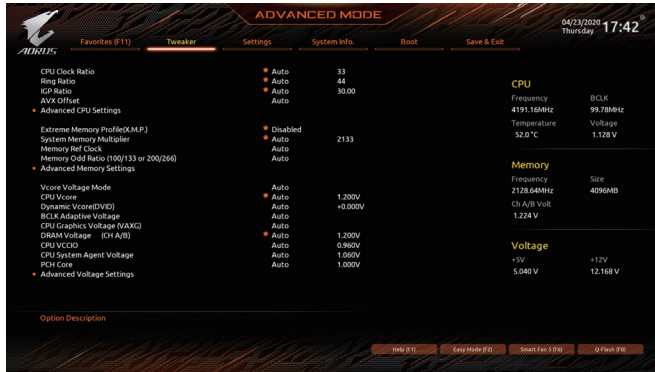 ADVANCED MODE
04/23/2020 Thursday 17:42
AORUS
Favorites (F11) Tweaker Settings System Info. Boot Save & Exit
CPU Clock Ratio Auto 33
Ring Ratio Auto 44
IGP Ratio Auto 30.00
AVX Offset Auto
Advanced CPU Settings
Extreme Memory Profile(X.M.P.) Disabled
System Memory Multiplier Auto 2133
Memory Ref Clock Auto
Memory Odd Ratio (100/133 or 200/266) Auto
Advanced Memory Settings
Vcore Voltage Mode Auto
CPU Vcore Auto 1.200V
Dynamic Vcore(DVID) Auto +0.000V
BCLK Adaptive Voltage Auto
CPU Graphics Voltage (VAXG) Auto
DRAM Voltage (CH A/B) Auto 1.200V
CPU VCCIO Auto 0.960V
CPU System Agent Voltage Auto 1.060V
PCH Core Auto 1.000V
Advanced Voltage Settings
CPU
Frequency BCLK
4191.16MHz 99.78MHz
Temperature Voltage
52.0°C 1.128 V
Memory
Frequency Size
2128.64MHz 4096MB
Ch A/B Volt
1.224 V
Voltage
+5V +12V
5.040 V 12.168 V
Option Description
Help (F1) Easy Mode (F2) Smart Fan 5 (F6) Q-Flash (F8)